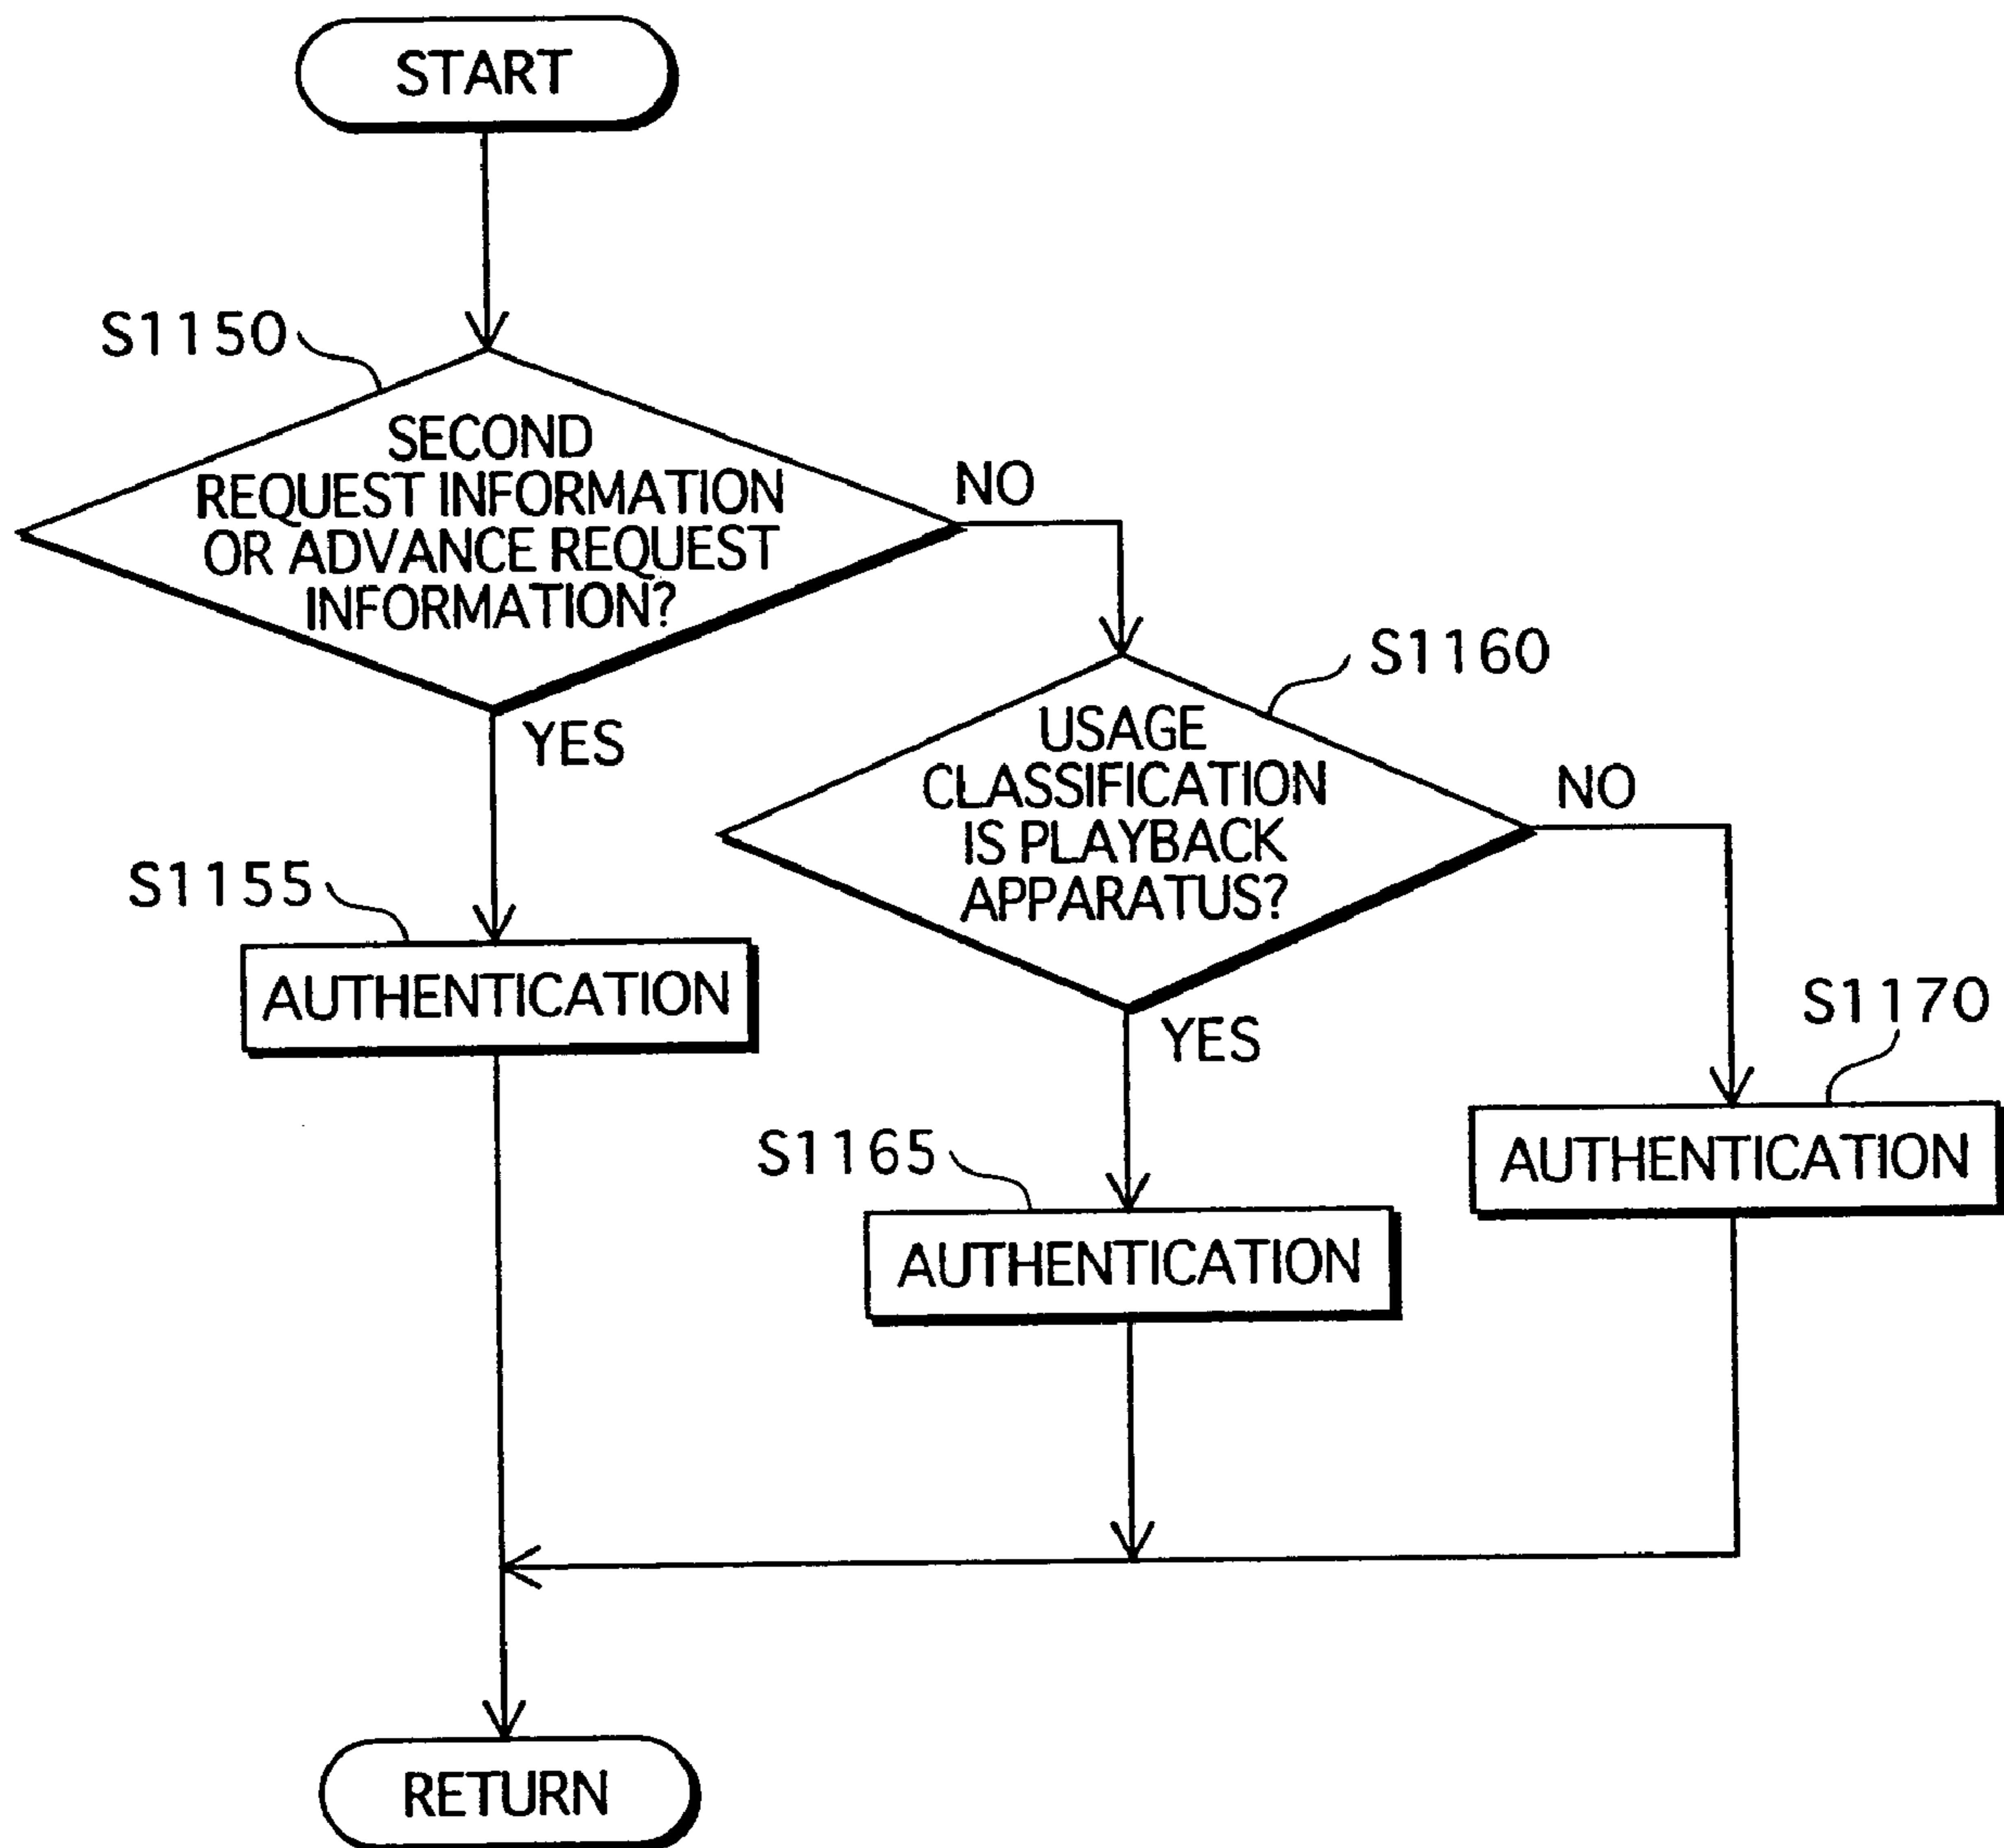 START
S1150
SECOND
REQUEST INFORMATION
OR ADVANCE REQUEST
INFORMATION?
NO
YES
S1160
USAGE
CLASSIFICATION
IS PLAYBACK
APPARATUS?
NO
YES
S1155
AUTHENTICATION
S1165
AUTHENTICATION
S1170
AUTHENTICATION
RETURN